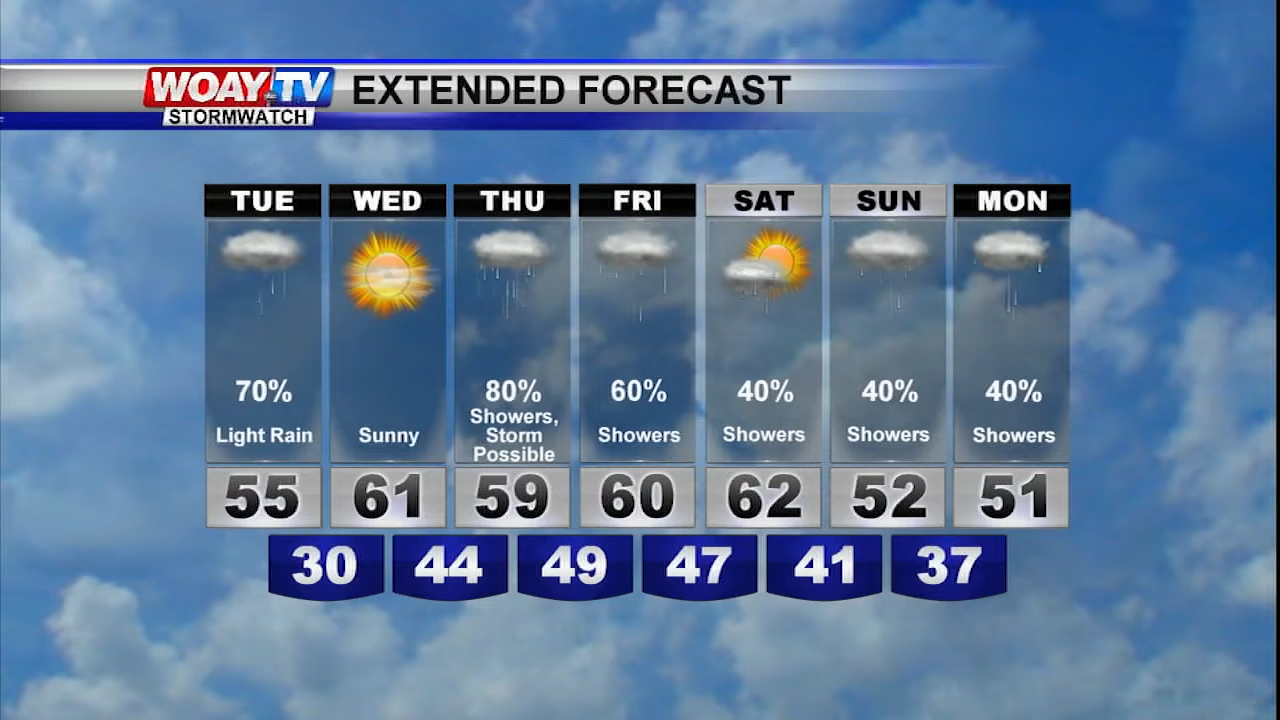 WOAY-TV EXTENDED FORECAST
STORMWATCH
TUE WED THU FRI SAT SUN MON
70% 80% 60% 40% 40% 40%
Light Rain Sunny Showers, Storm Possible Showers Showers Showers Showers
55 61 59 60 62 52 51
30 44 49 47 41 37